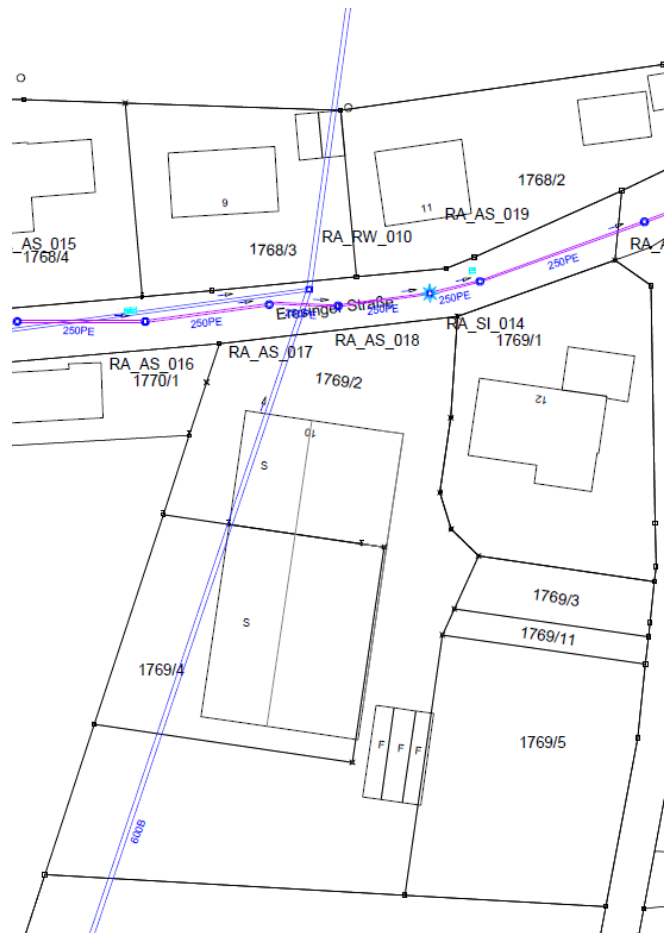 9
11
1768/2
RA_AS_019
RA_RW_010
AS_015
1768/4
1768/3
250PE
250PE
250PE
250PE
250PE
250PE
Eresinger Straße
RA_SI_014
RA_AS_018
RA_AS_017
RA_AS_016
1769/1
1770/1
1769/2
12
10
S
S
1769/3
1769/11
1769/4
1769/5
F
F
F
600B